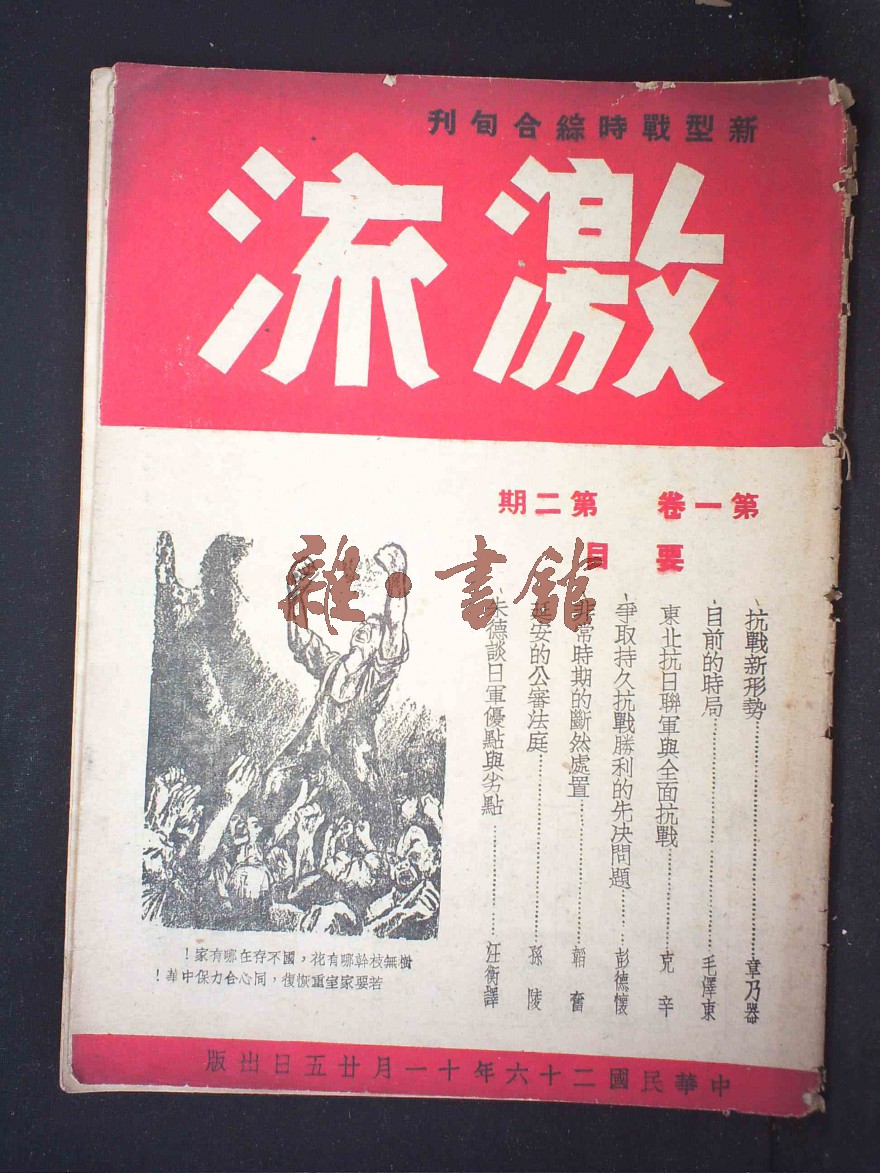 新型戰時綜合旬刊
激流
第一卷 第二期
要目
抗戰新形勢……章乃器
目前的時局……毛澤東
東北抗日聯軍與全面抗戰……克辛
爭取持久抗戰勝利的先決問題……彭德懷
非常時期的斷然處置……韜奮
延安的公審法庭……孫陵
朱德談日軍優點與劣點……汪衡譯
樹無枝幹哪有花，國不存在哪有家！
若要家室重恢復，同心合力保中華！
中華民國二十六年十一月廿五日出版
雜·書館